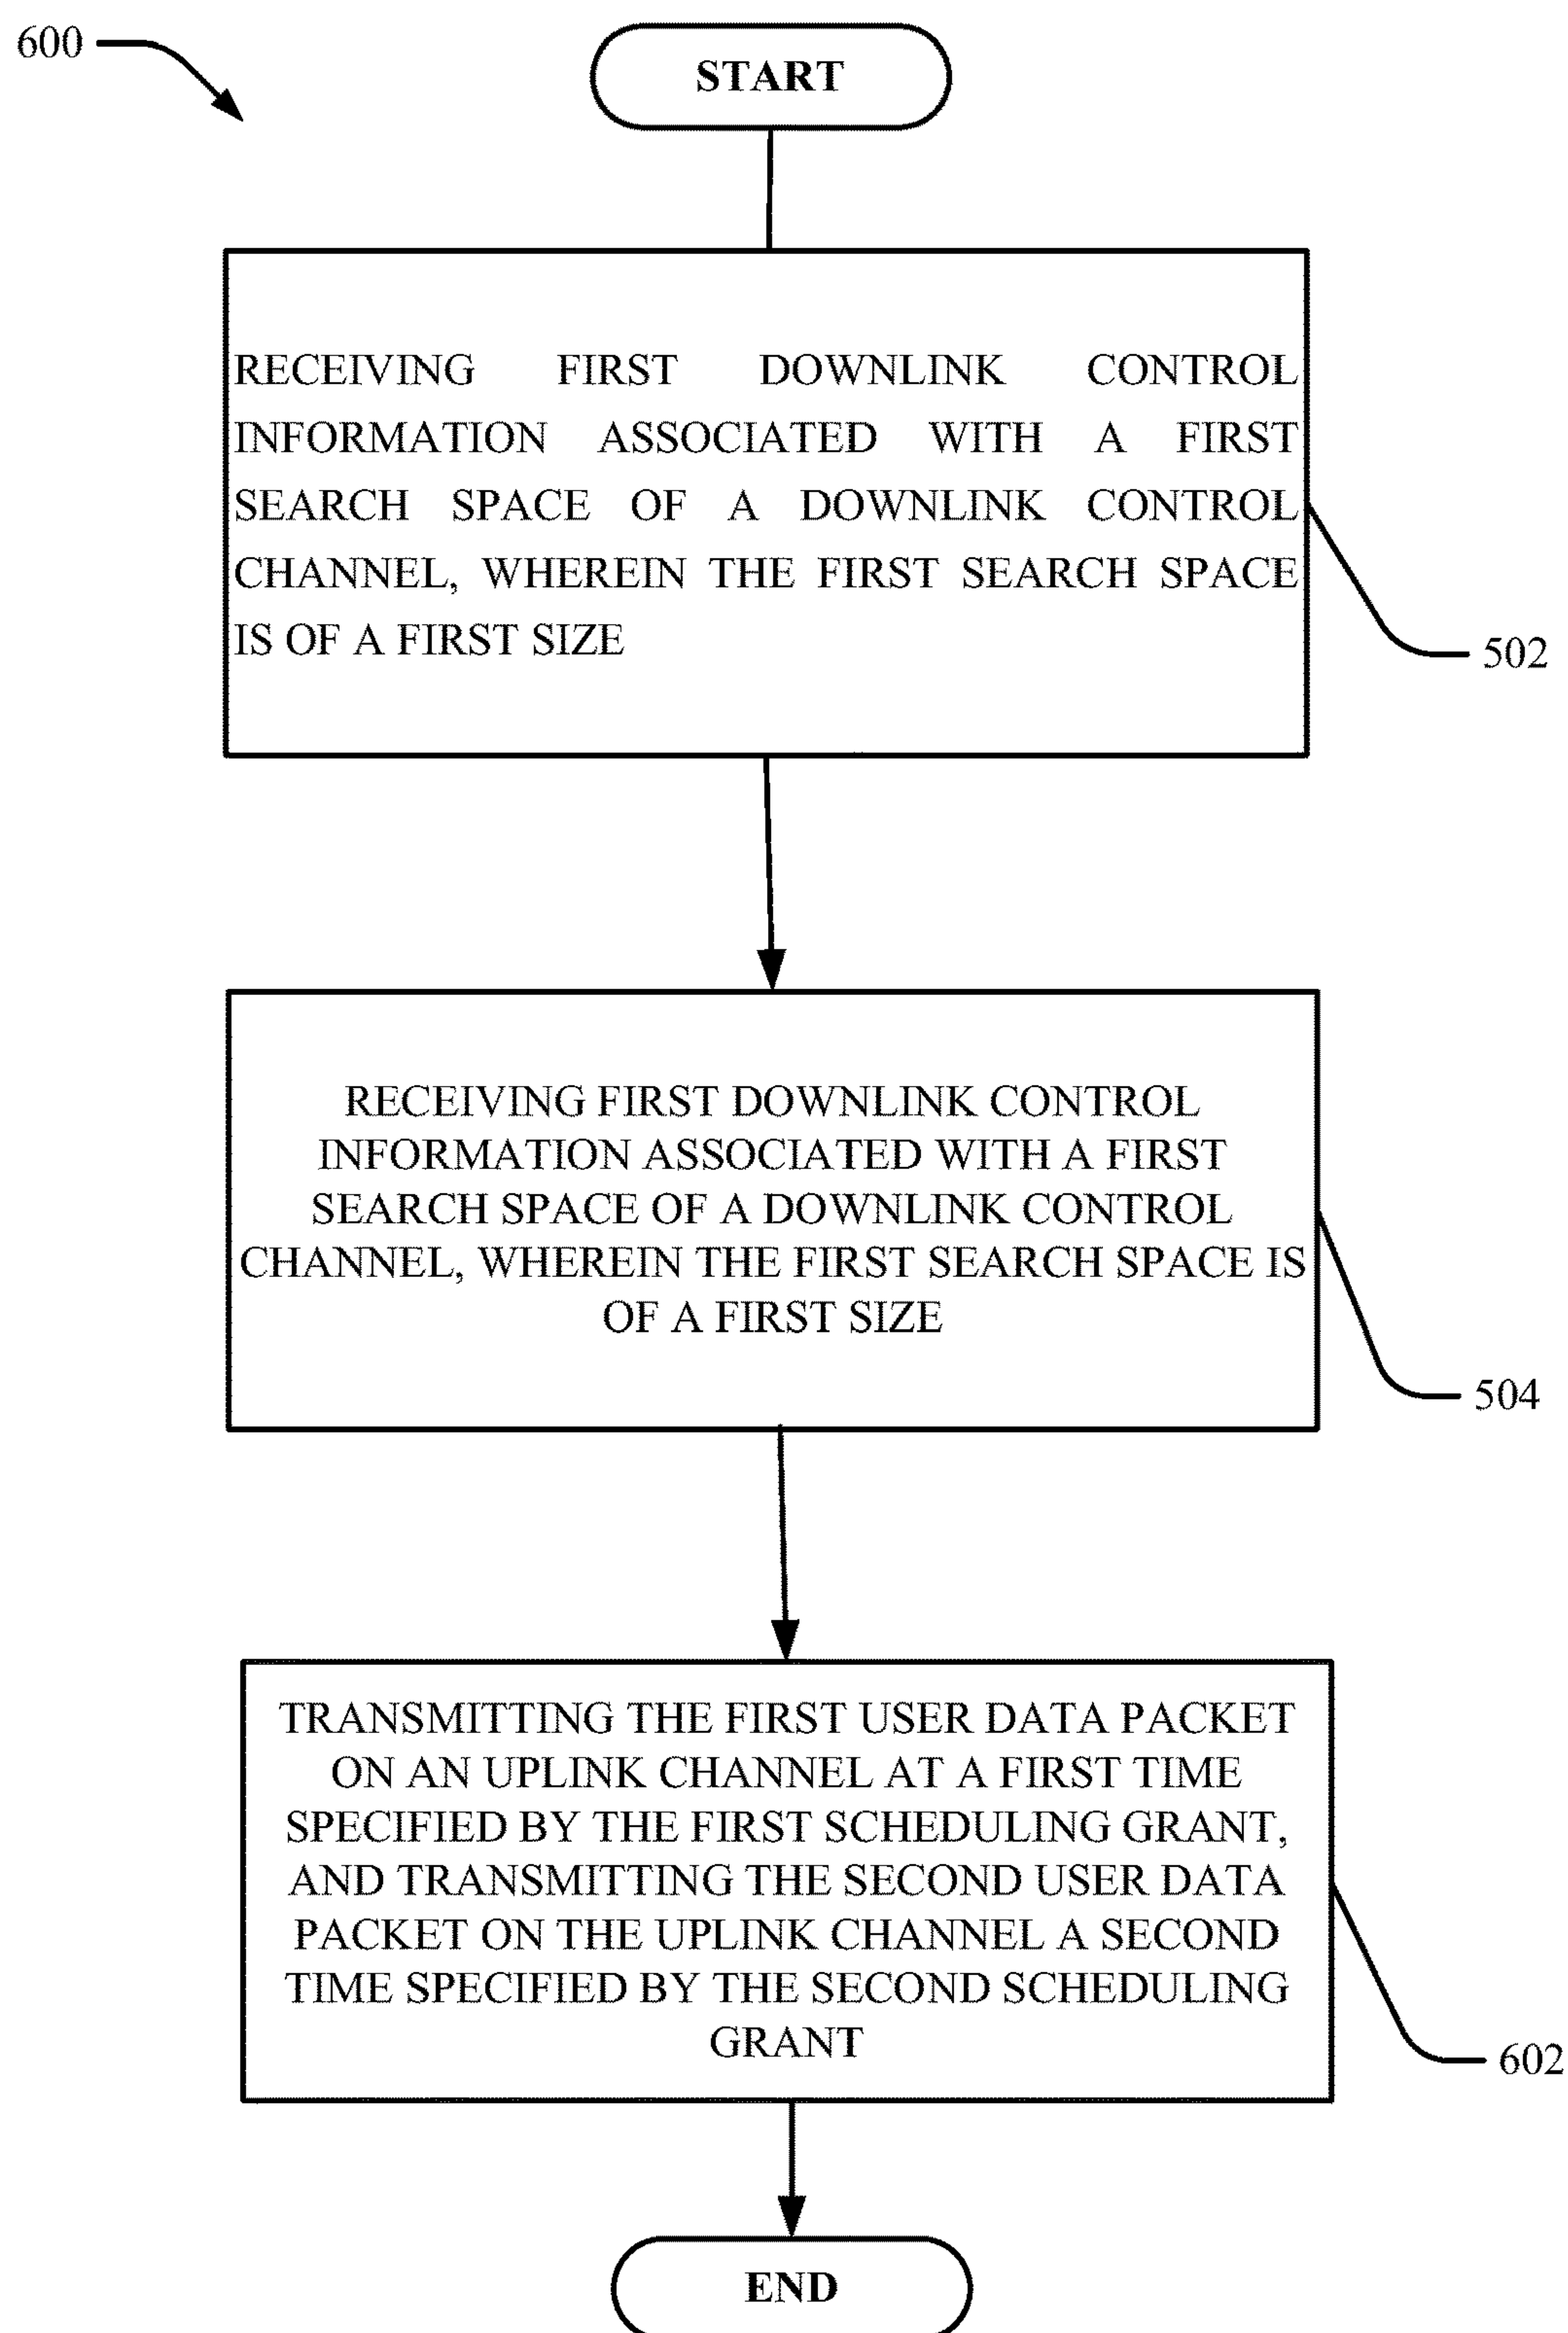 600
START
RECEIVING FIRST DOWNLINK CONTROL
INFORMATION ASSOCIATED WITH A FIRST
SEARCH SPACE OF A DOWNLINK CONTROL
CHANNEL, WHEREIN THE FIRST SEARCH SPACE
IS OF A FIRST SIZE
502
RECEIVING FIRST DOWNLINK CONTROL
INFORMATION ASSOCIATED WITH A FIRST
SEARCH SPACE OF A DOWNLINK CONTROL
CHANNEL, WHEREIN THE FIRST SEARCH SPACE IS
OF A FIRST SIZE
504
TRANSMITTING THE FIRST USER DATA PACKET
ON AN UPLINK CHANNEL AT A FIRST TIME
SPECIFIED BY THE FIRST SCHEDULING GRANT,
AND TRANSMITTING THE SECOND USER DATA
PACKET ON THE UPLINK CHANNEL A SECOND
TIME SPECIFIED BY THE SECOND SCHEDULING
GRANT
602
END